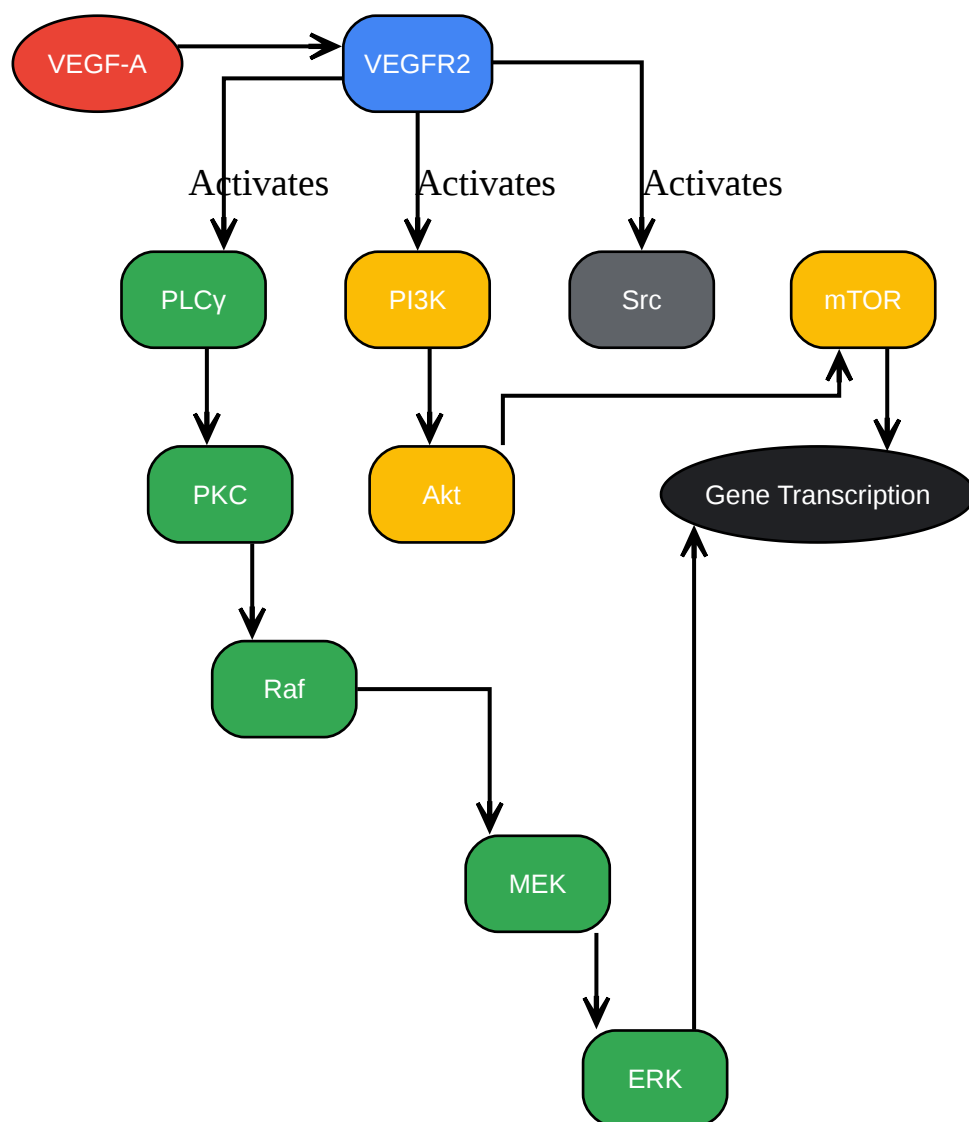 VEGF-A
VEGFR2
Activates
Activates
Activates
PLCγ
PI3K
Src
mTOR
PKC
Akt
Gene Transcription
Raf
MEK
ERK